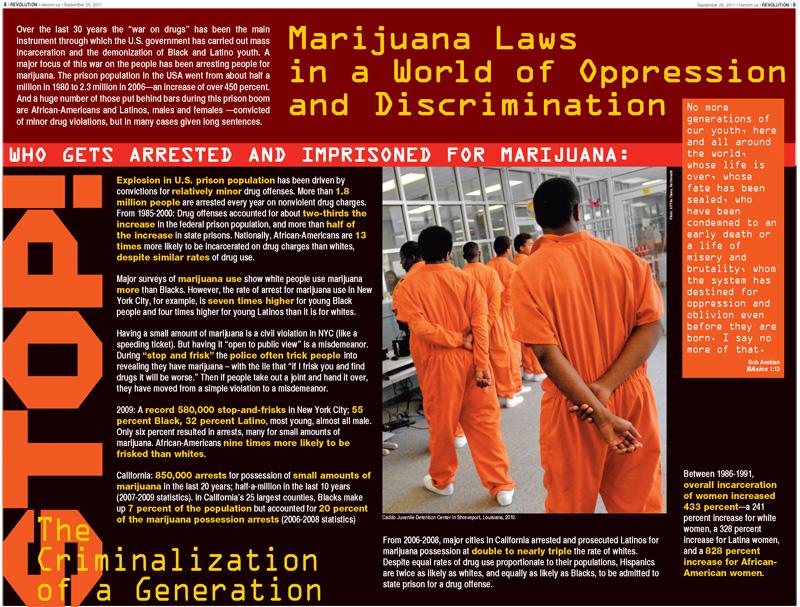 8 | REVOLUTION | revcom.us | September 25, 2011
September 25, 2011 | revcom.us | REVOLUTION | 9
Over the last 30 years the “war on drugs” has been the main
instrument through which the U.S. government has carried out mass
incarceration and the demonization of Black and Latino youth. A
major focus of this war on the people has been arresting people for
marijuana. The prison population in the USA went from about half a
million in 1980 to 2.3 million in 2006—an increase of over 450 percent.
And a huge number of those put behind bars during this prison boom
are African-Americans and Latinos, males and females —convicted
of minor drug violations, but in many cases given long sentences.
Marijuana Laws
in a World of Oppression
and Discrimination
WHO GETS ARRESTED AND IMPRISONED FOR MARIJUANA:
STOP!
Explosion in U.S. prison population has been driven by
convictions for relatively minor drug offenses. More than 1.8
million people are arrested every year on nonviolent drug charges.
From 1985-2000: Drug offenses accounted for about two-thirds the
increase in the federal prison population, and more than half of
the increase in state prisons. Nationally, African-Americans are 13
times more likely to be incarcerated on drug charges than whites,
despite similar rates of drug use.
Major surveys of marijuana use show white people use marijuana
more than Blacks. However, the rate of arrest for marijuana use in New
York City, for example, is seven times higher for young Black
people and four times higher for young Latinos than it is for whites.
Having a small amount of marijuana is a civil violation in NYC (like a
speeding ticket). But having it “open to public view” is a misdemeanor.
During “stop and frisk” the police often trick people into
revealing they have marijuana – with the lie that “if I frisk you and find
drugs it will be worse.” Then if people take out a joint and hand it over,
they have moved from a simple violation to a misdemeanor.
2009: A record 580,000 stop-and-frisks in New York City; 55
percent Black, 32 percent Latino, most young, almost all male.
Only six percent resulted in arrests, many for small amounts of
marijuana. African-Americans nine times more likely to be
frisked than whites.
California: 850,000 arrests for possession of small amounts of
marijuana in the last 20 years; half-a-million in the last 10 years
(2007-2009 statistics). In California's 25 largest counties, Blacks make
up 7 percent of the population but accounted for 20 percent
of the marijuana possession arrests (2006-2008 statistics)
The
Criminalization
of a Generation
Caddo Juvenile Detention Center in Shreveport, Louisiana, 2010.
From 2006-2008, major cities in California arrested and prosecuted Latinos for
marijuana possession at double to nearly triple the rate of whites.
Despite equal rates of drug use proportionate to their populations, Hispanics
are twice as likely as whites, and equally as likely as Blacks, to be admitted to
state prison for a drug offense.
No more
generations of
our youth, here
and all around
the world,
whose life is
over, whose
fate has been
sealed, who
have been
condemned to an
early death or
a life of
misery and
brutality, whom
the system has
destined for
oppression and
oblivion even
before they are
born. I say no
more of that.
Bob Avakian
BAsics 1:13
Between 1986-1991,
overall incarceration
of women increased
433 percent—a 241
percent increase for white
women, a 328 percent
increase for Latina women,
and a 828 percent
increase for African-
American women.